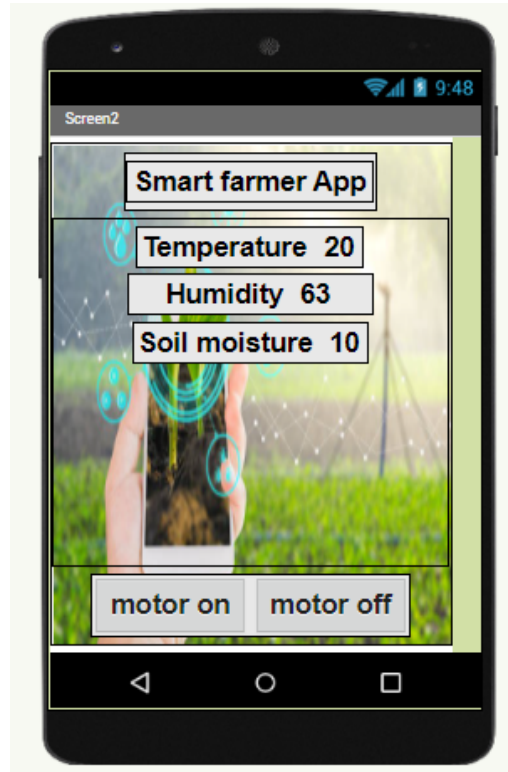 9:48
Screen2
Smart farmer App
Temperature 20
Humidity 63
Soil moisture 10
motor on motor off